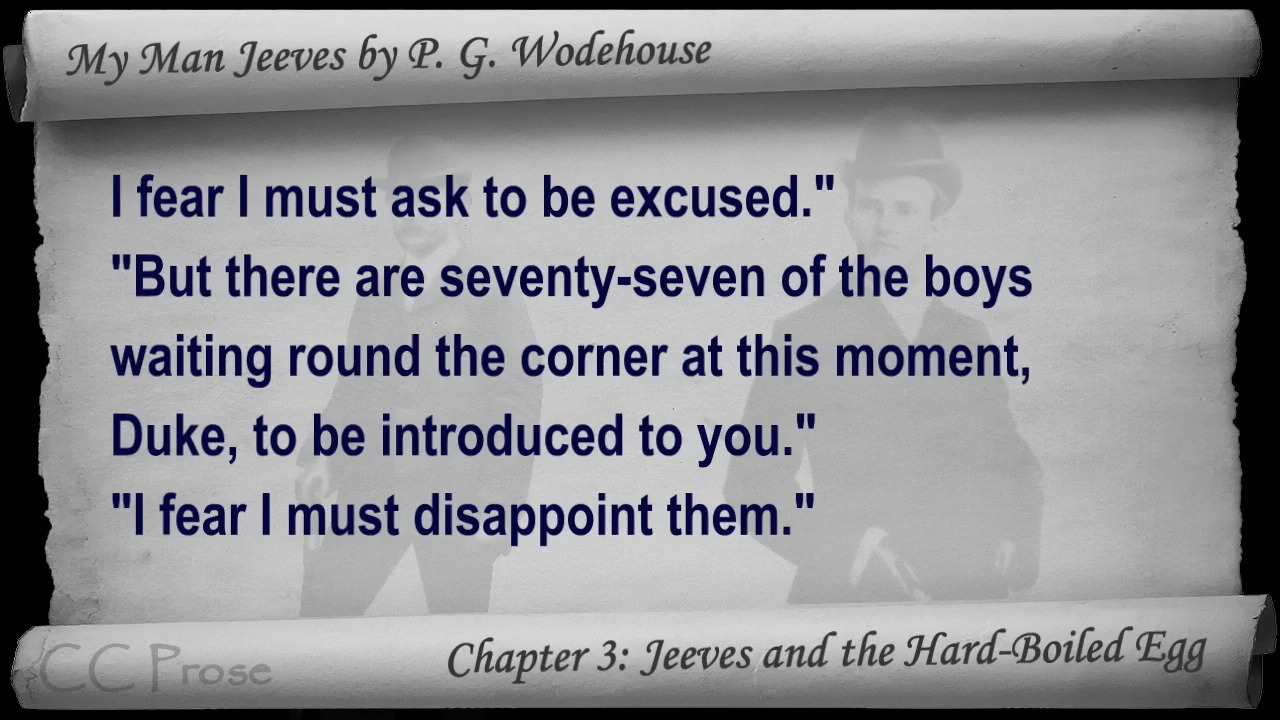 My Man Jeeves by P. G. Wodehouse
I fear I must ask to be excused."
"But there are seventy-seven of the boys
waiting round the corner at this moment,
Duke, to be introduced to you."
"I fear I must disappoint them."
CC Prose
Chapter 3: Jeeves and the Hard-Boiled Egg